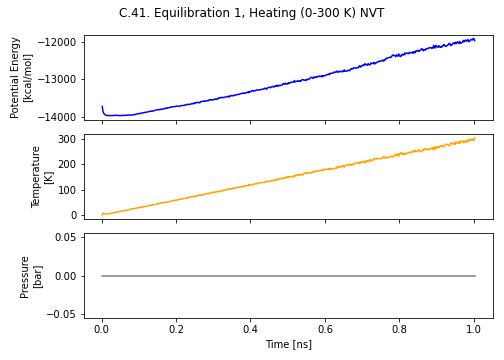 C.41. Equilibration 1, Heating (0-300 K) NVT
Potential Energy
[kcal/mol]
−12000
−13000
−14000
Temperature
[K]
300
200
100
0
Pressure
[bar]
0.05
0.00
−0.05
0.0 0.2 0.4 0.6 0.8 1.0
Time [ns]